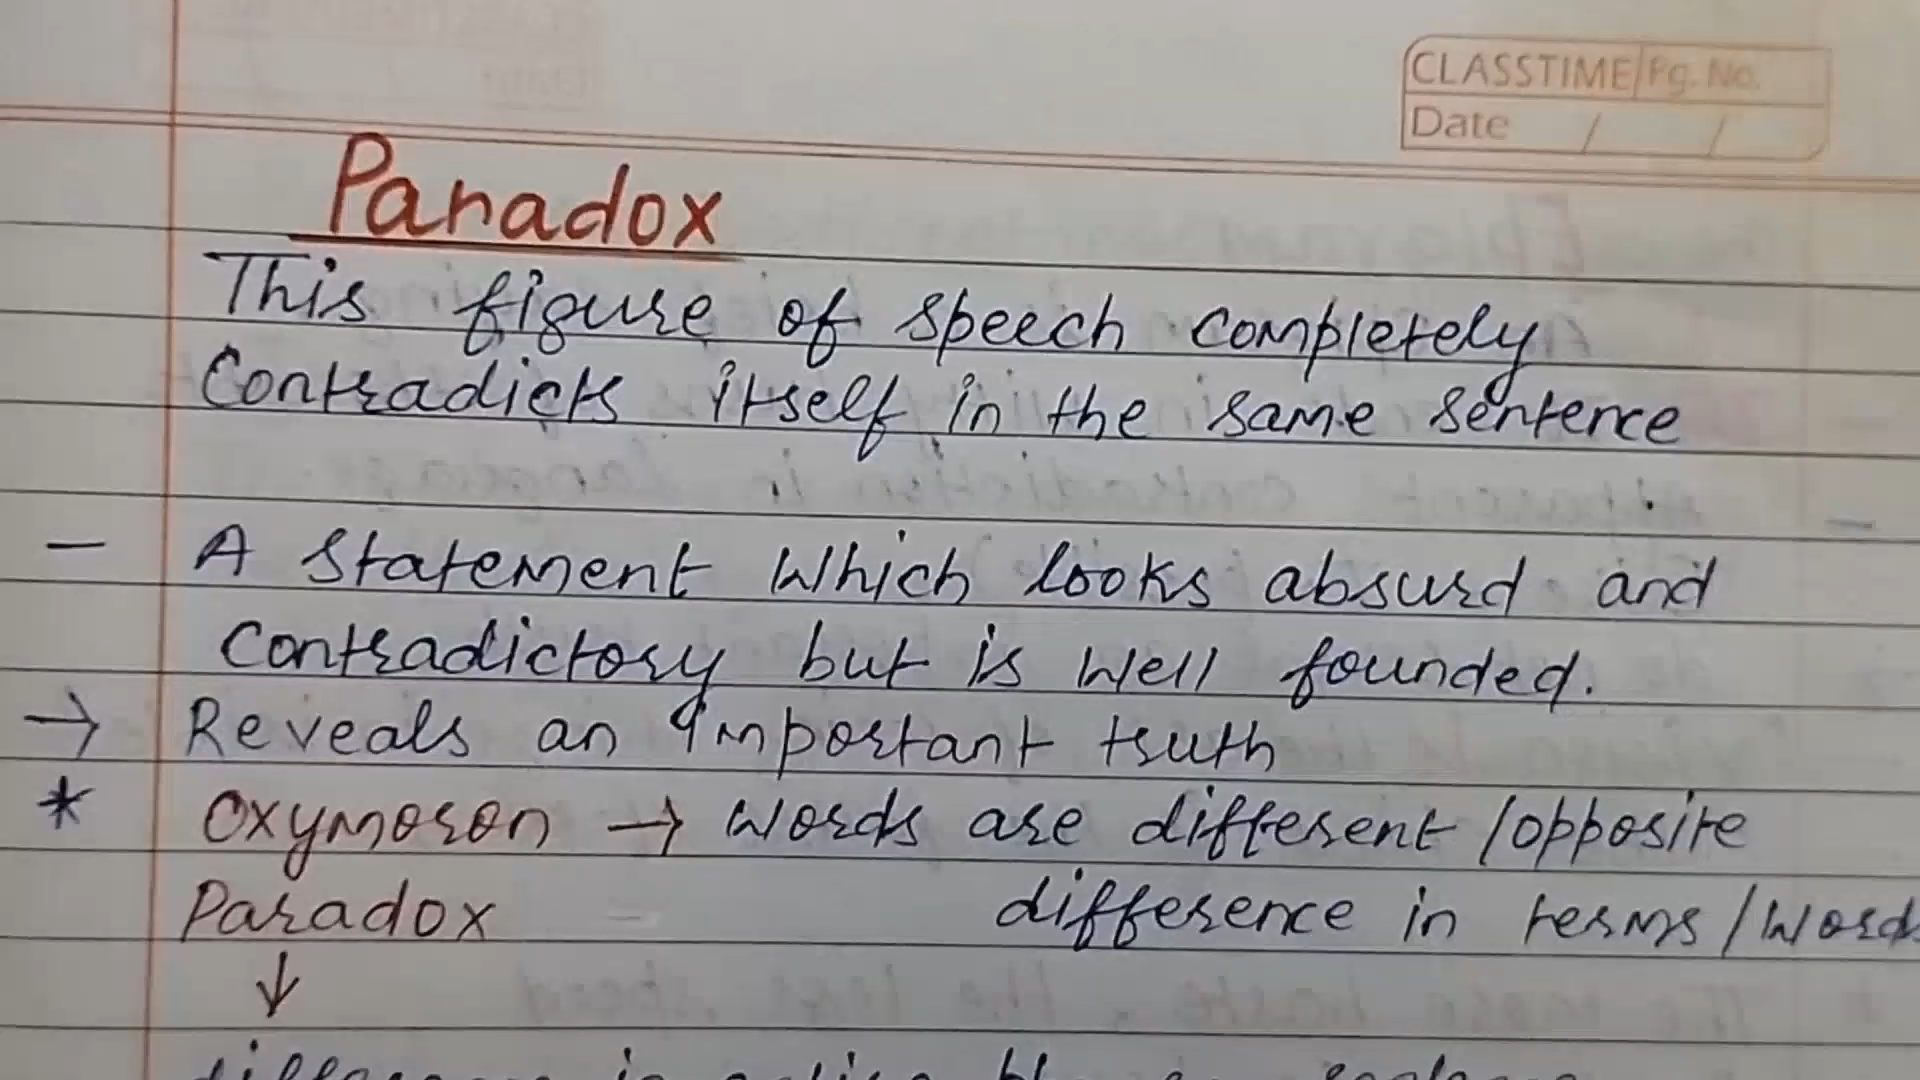 CLASSTIME Pg. No.
Date / /
Paradox
This figure of speech completely
Contradicts itself in the same sentence
- A statement which looks absurd and
Contradictory but is well founded.
→ Reveals an important truth
* Oxymoron → Words are different / opposite
Paradox difference in terms / words
↓